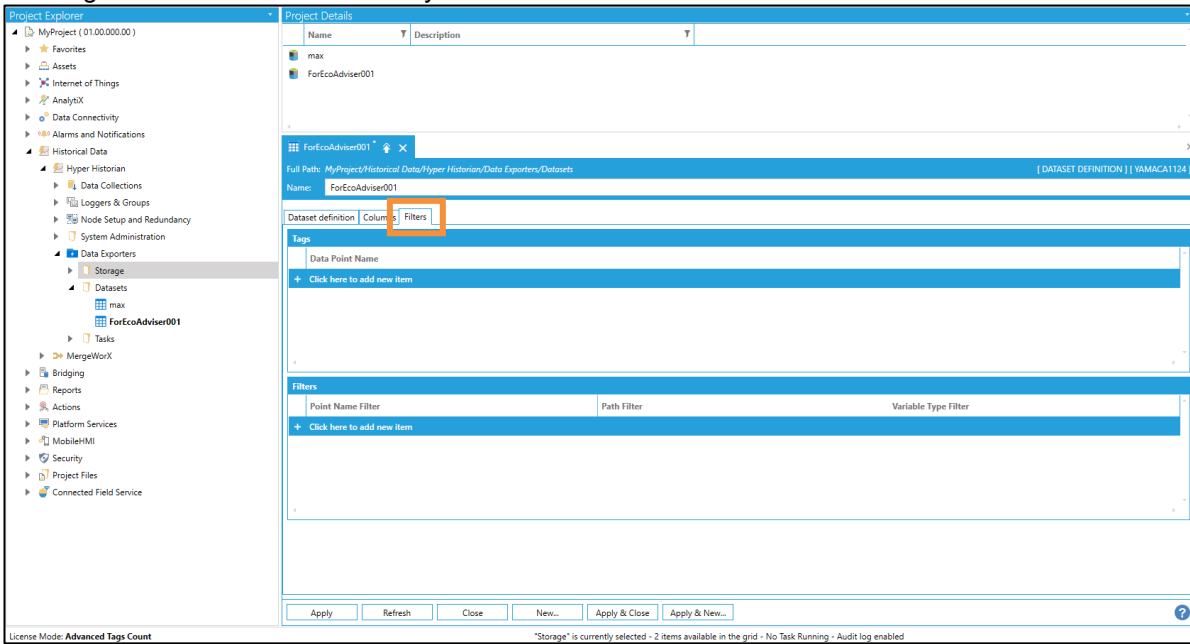 Project Explorer
MyProject ( 01.00.000.00 )
Favorites
Assets
Internet of Things
AnalytiX
Data Connectivity
Alarms and Notifications
Historical Data
Hyper Historian
Data Collections
Loggers & Groups
Node Setup and Redundancy
System Administration
Data Exporters
Storage
Datasets
max
ForEcoAdviser001
Tasks
MergeWorX
Bridging
Reports
Actions
Platform Services
MobileHMI
Security
Project Files
Connected Field Service
Project Details
Name Description
max
ForEcoAdviser001
ForEcoAdviser001*
Full Path: MyProject/Historical Data/Hyper Historian/Data Exporters/Datasets [ DATASET DEFINITION ] [ YAMACA1124 ]
Name: ForEcoAdviser001
Dataset definition Columns Filters
Tags
Data Point Name
+ Click here to add new item
Filters
Point Name Filter Path Filter Variable Type Filter
+ Click here to add new item
Apply Refresh Close New... Apply & Close Apply & New... ?
License Mode: Advanced Tags Count "Storage" is currently selected - 2 items available in the grid - No Task Running - Audit log enabled